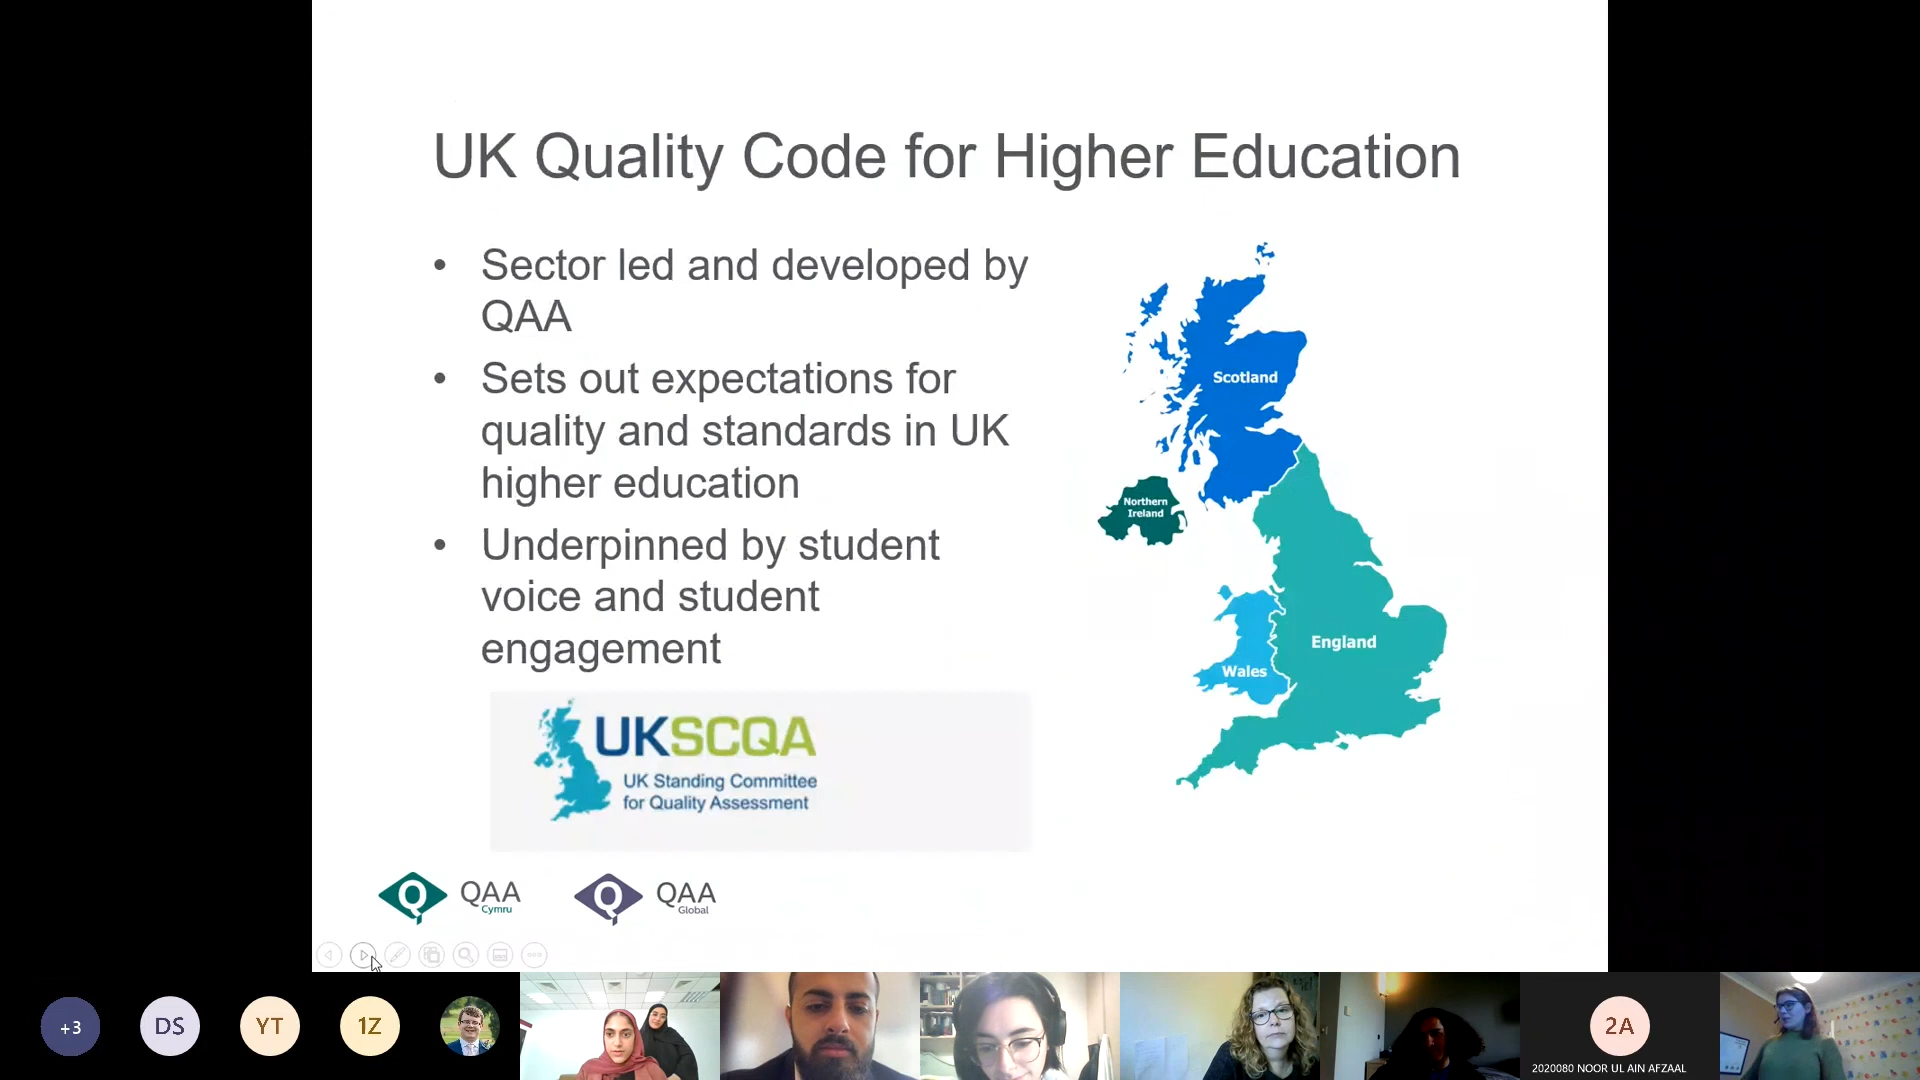 UK Quality Code for Higher Education
• Sector led and developed by
QAA
• Sets out expectations for
quality and standards in UK
higher education
• Underpinned by student
voice and student
engagement
Scotland
Northern
Ireland
England
Wales
UKSCQA
UK Standing Committee
for Quality Assessment
Q QAA
Cymru
Q QAA
Global
+3
DS
YT
1Z
2A
2020080 NOOR UL AIN AFZAAL